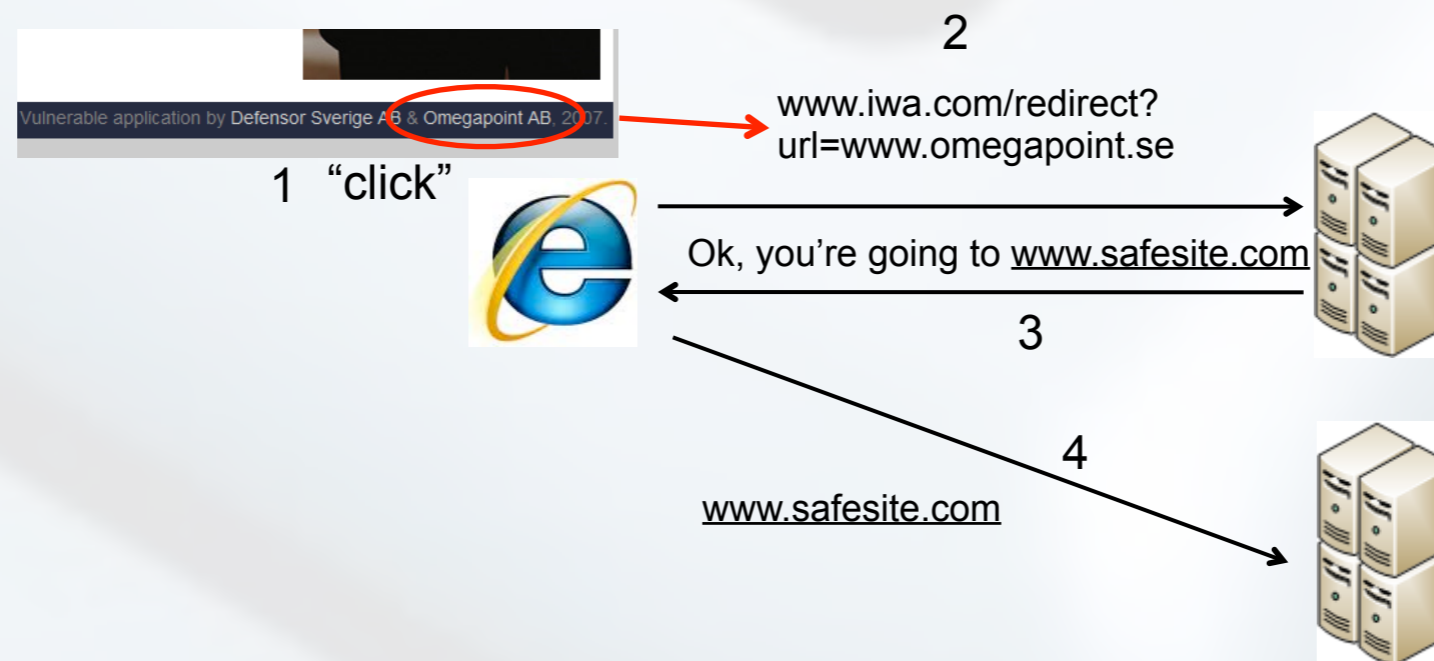 2
www.iwa.com/redirect?
url=www.omegapoint.se
Vulnerable application by Defensor Sverige AB & Omegapoint AB, 2007.
1 “click”
Ok, you’re going to www.safesite.com
3
4
www.safesite.com